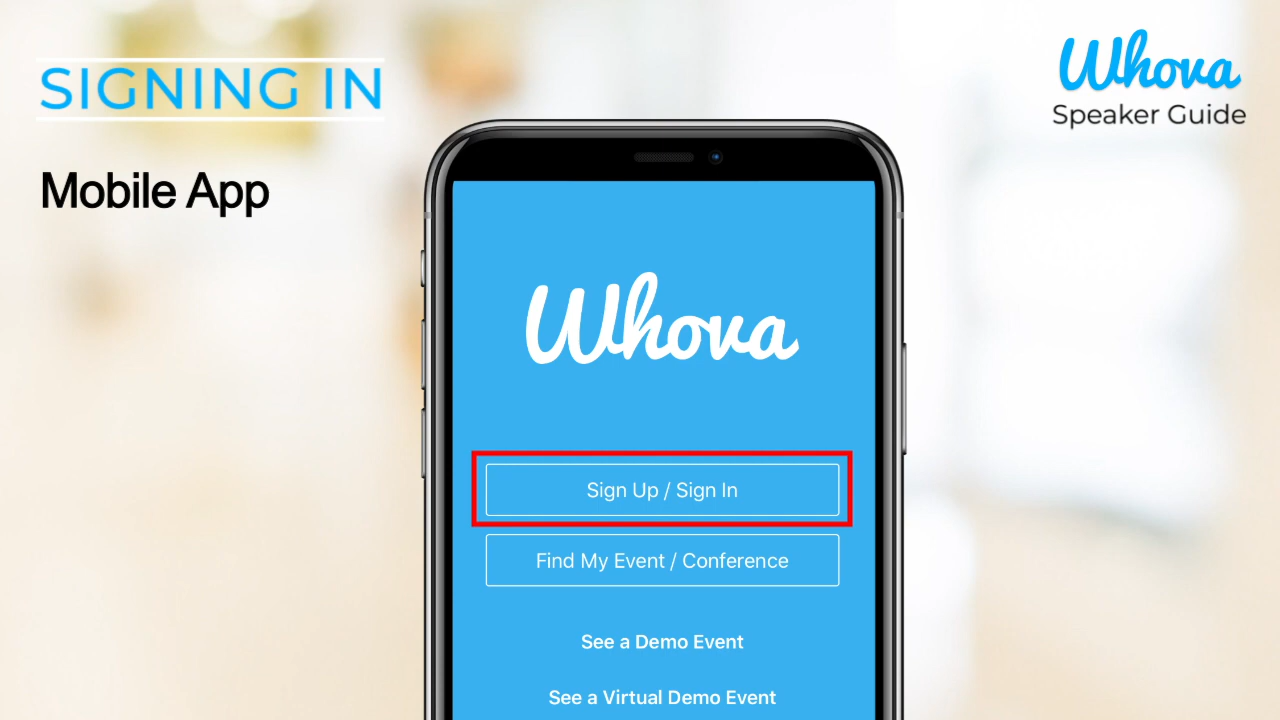 SIGNING IN
Whova
Speaker Guide
Mobile App
Whova
Sign Up / Sign In
Find My Event / Conference
See a Demo Event
See a Virtual Demo Event